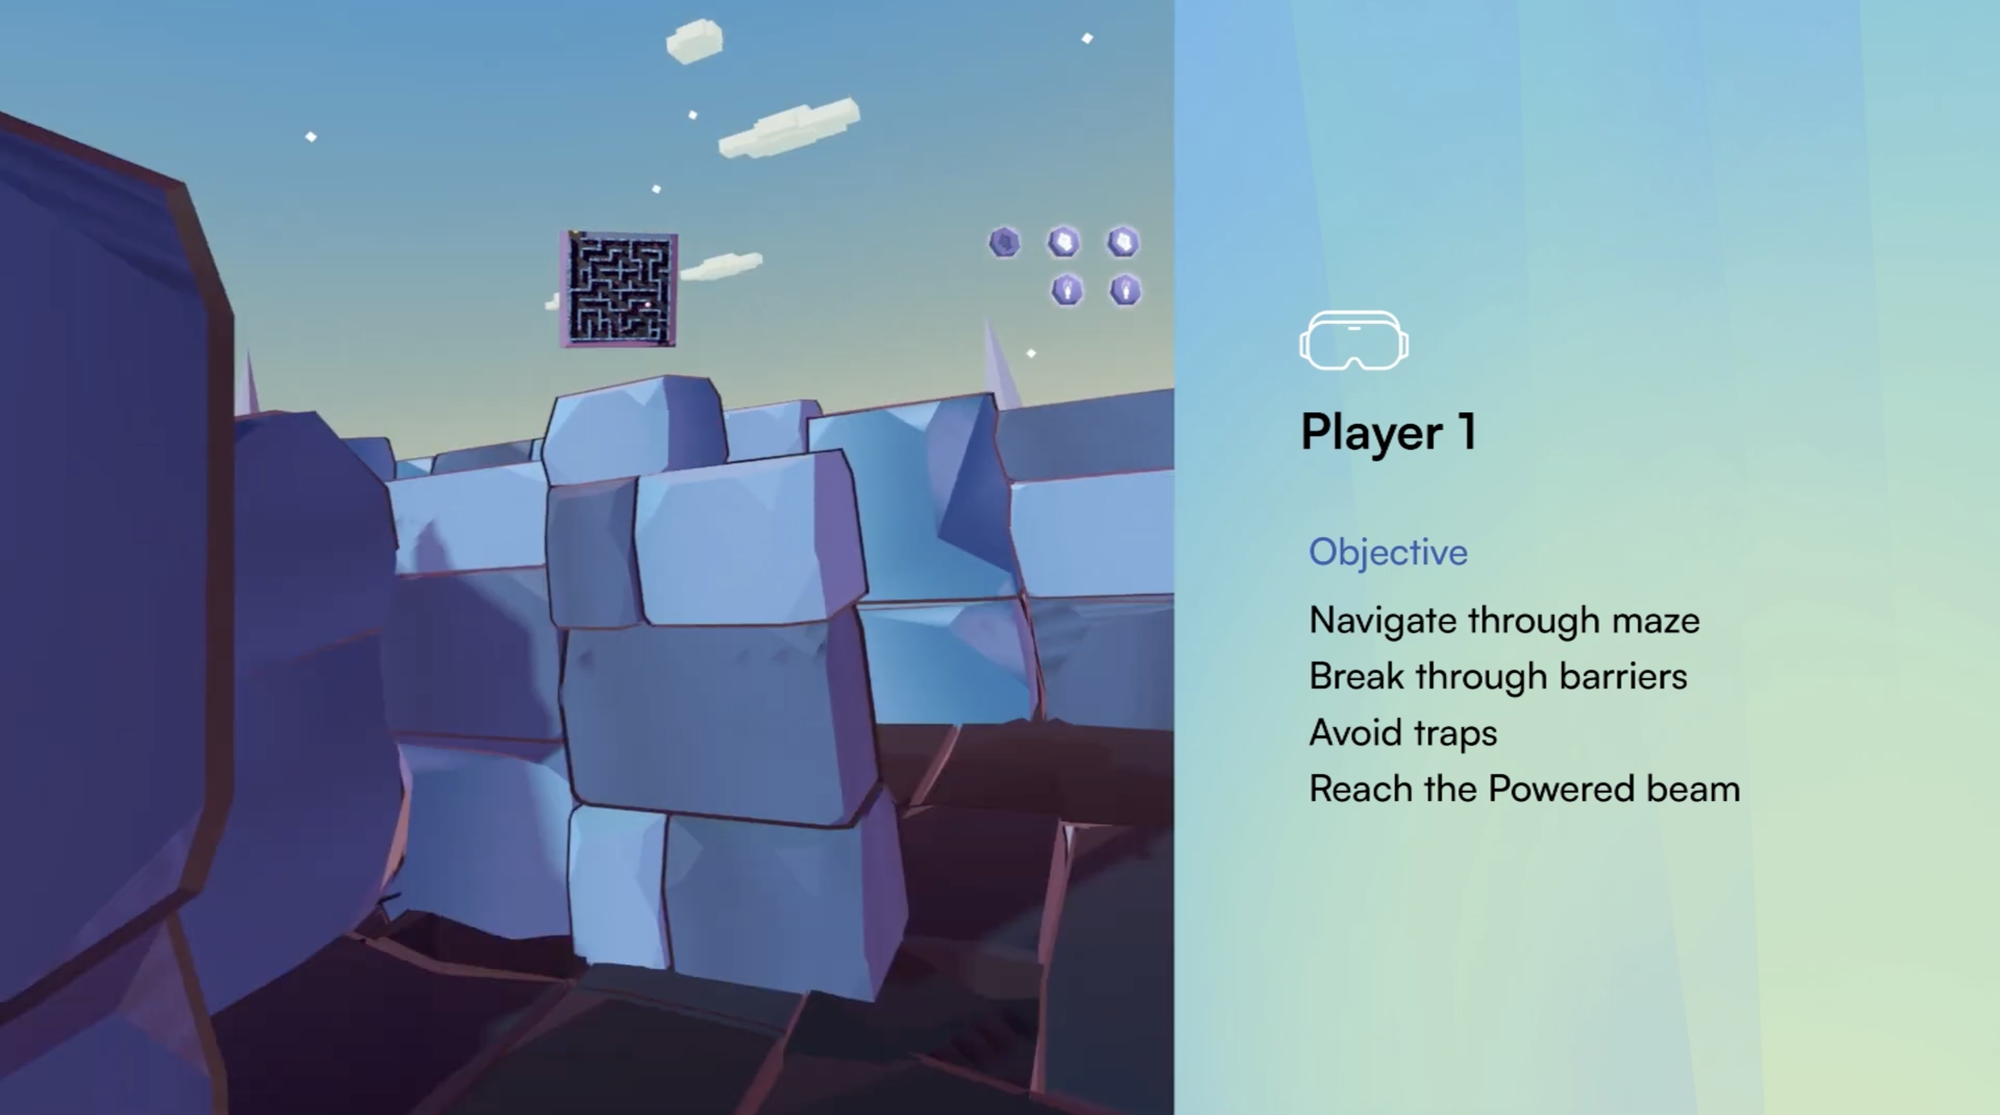 Player 1
Objective
Navigate through maze
Break through barriers
Avoid traps
Reach the Powered beam